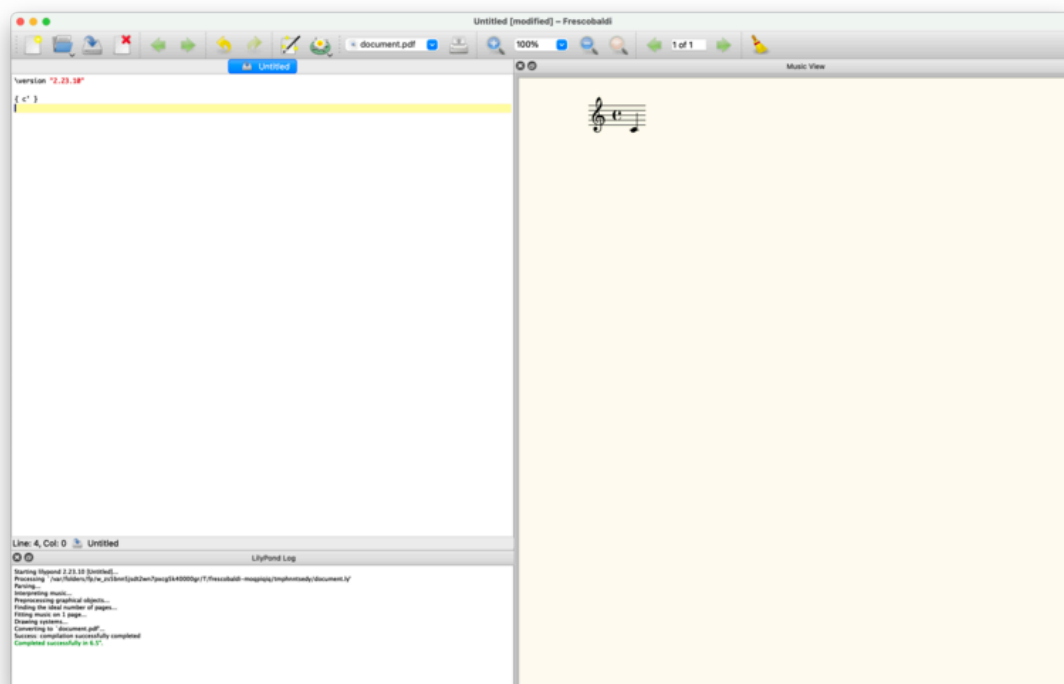 Untitled [modified] – Frescobaldi
document.pdf
100%
1 of 1
Untitled
Music View
\version "2.23.10"
{ c' }
Line: 4, Col: 0 Untitled
LilyPond Log
Starting lilypond 2.23.10 [Untitled]...
Parsing...
Interpreting music...
Preprocessing graphical objects...
Finding the ideal number of pages...
Fitting music on 1 page...
Drawing systems...
Converting to `document.pdf'...
Success: compilation successfully completed
Completed successfully in 6.5".